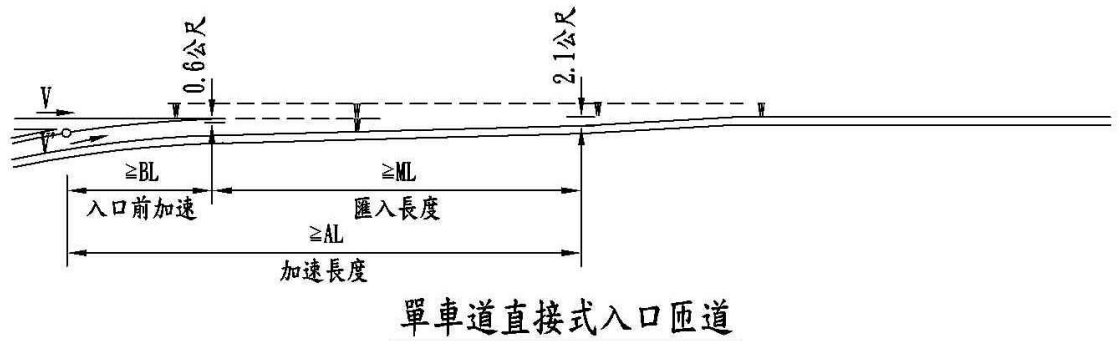 0.6公尺
2.1公尺
V
W
W
W
W
W
W
V'
≧BL
≧ML
入口前加速
匯入長度
≧AL
加速長度
單車道直接式入口匝道